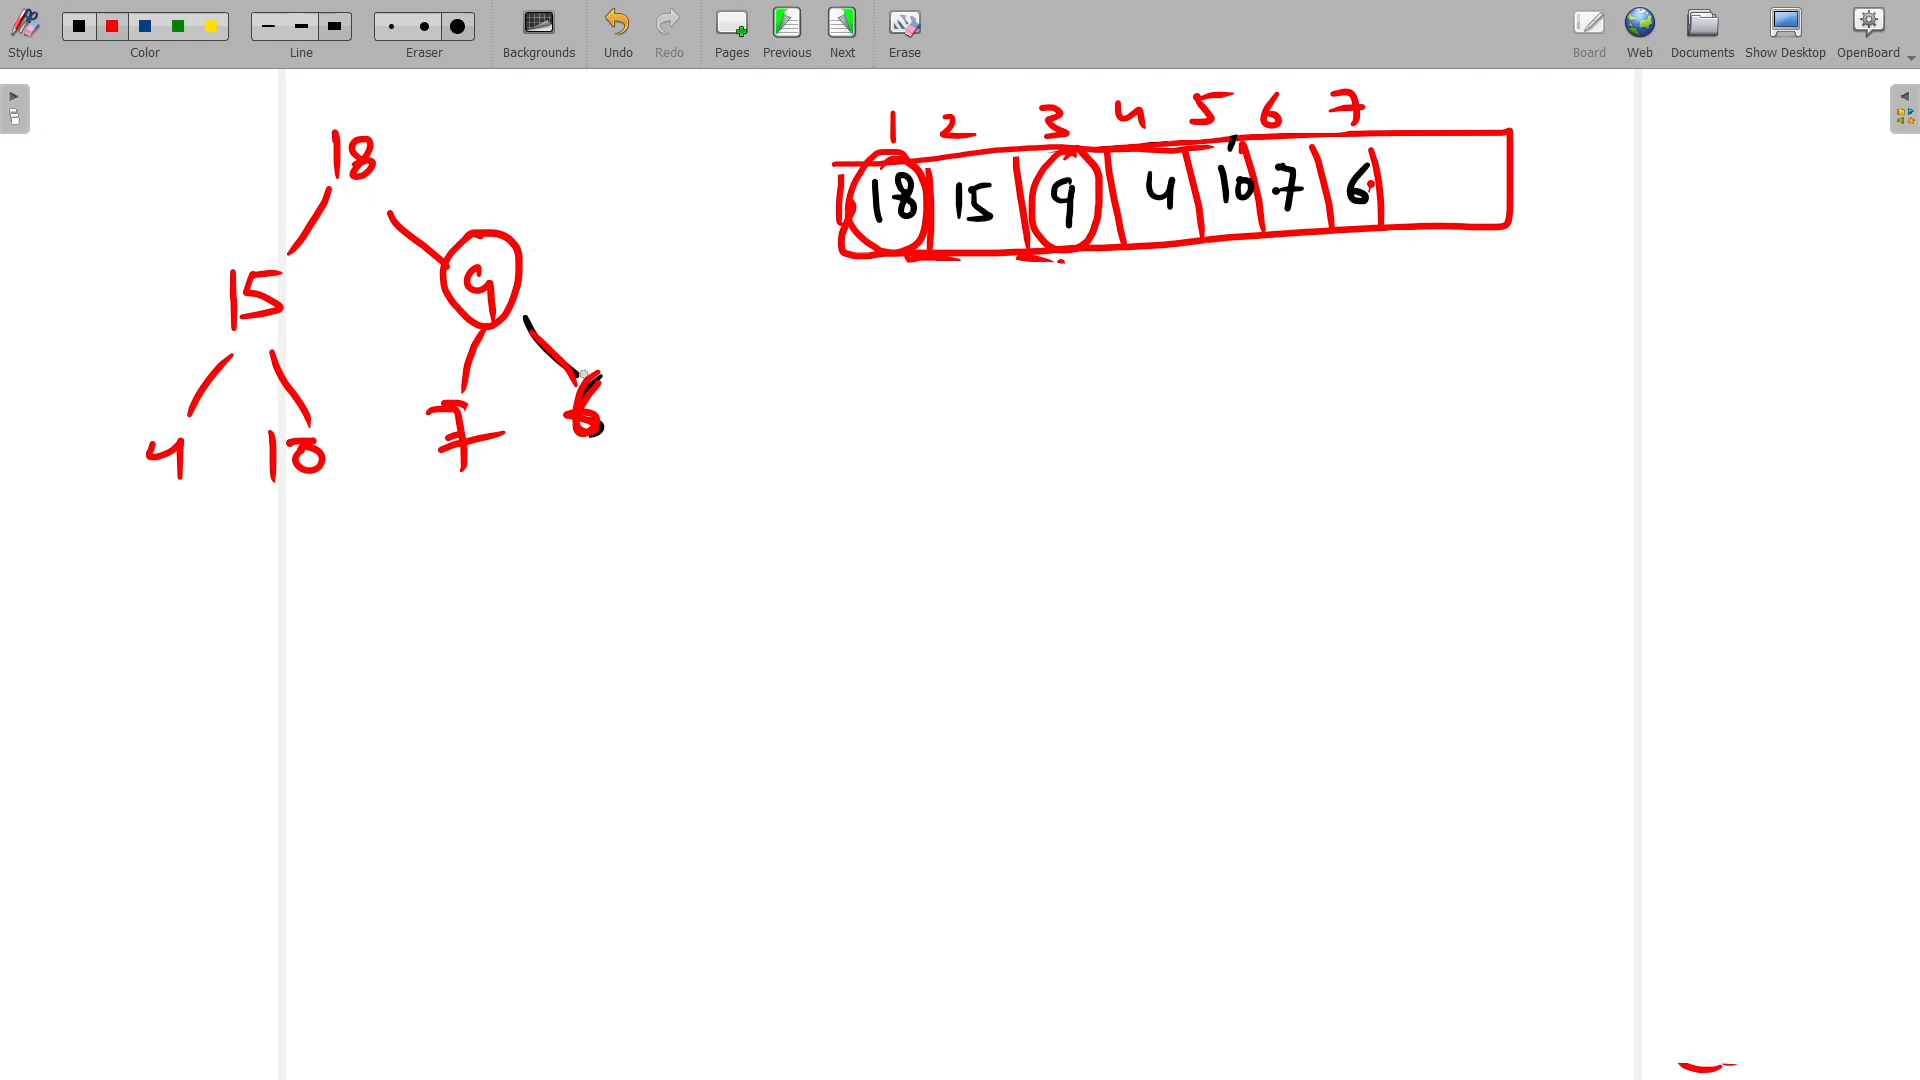 Stylus Color Line Eraser Backgrounds Undo Redo Pages Previous Next Erase Board Web Documents Show Desktop OpenBoard
1 2 3 4 5 6 7
18 15 9 4 10 7 6
18
15 9
4 10 7 6